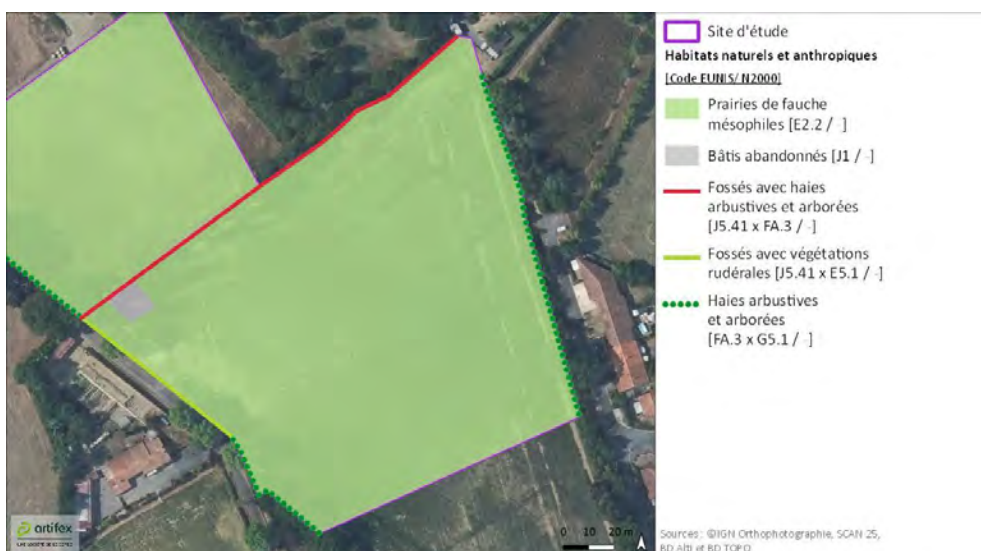 Site d'étude
Habitats naturels et anthropiques
[Code EUNIS/ N2000]
Prairies de fauche
mésophiles [E2.2 / -]
Bâtis abandonnés [J1 / -]
Fossés avec haies
arbustives et arborées
[J5.41 x FA.3 / -]
Fossés avec végétations
rudérales [J5.41 x E5.1 / -]
Haies arbustives
et arborées
[FA.3 x G5.1 / -]
artifex
0 10 20 m
Sources : ©IGN Orthophotographie, SCAN 25,
BD Alti et BD TOPO